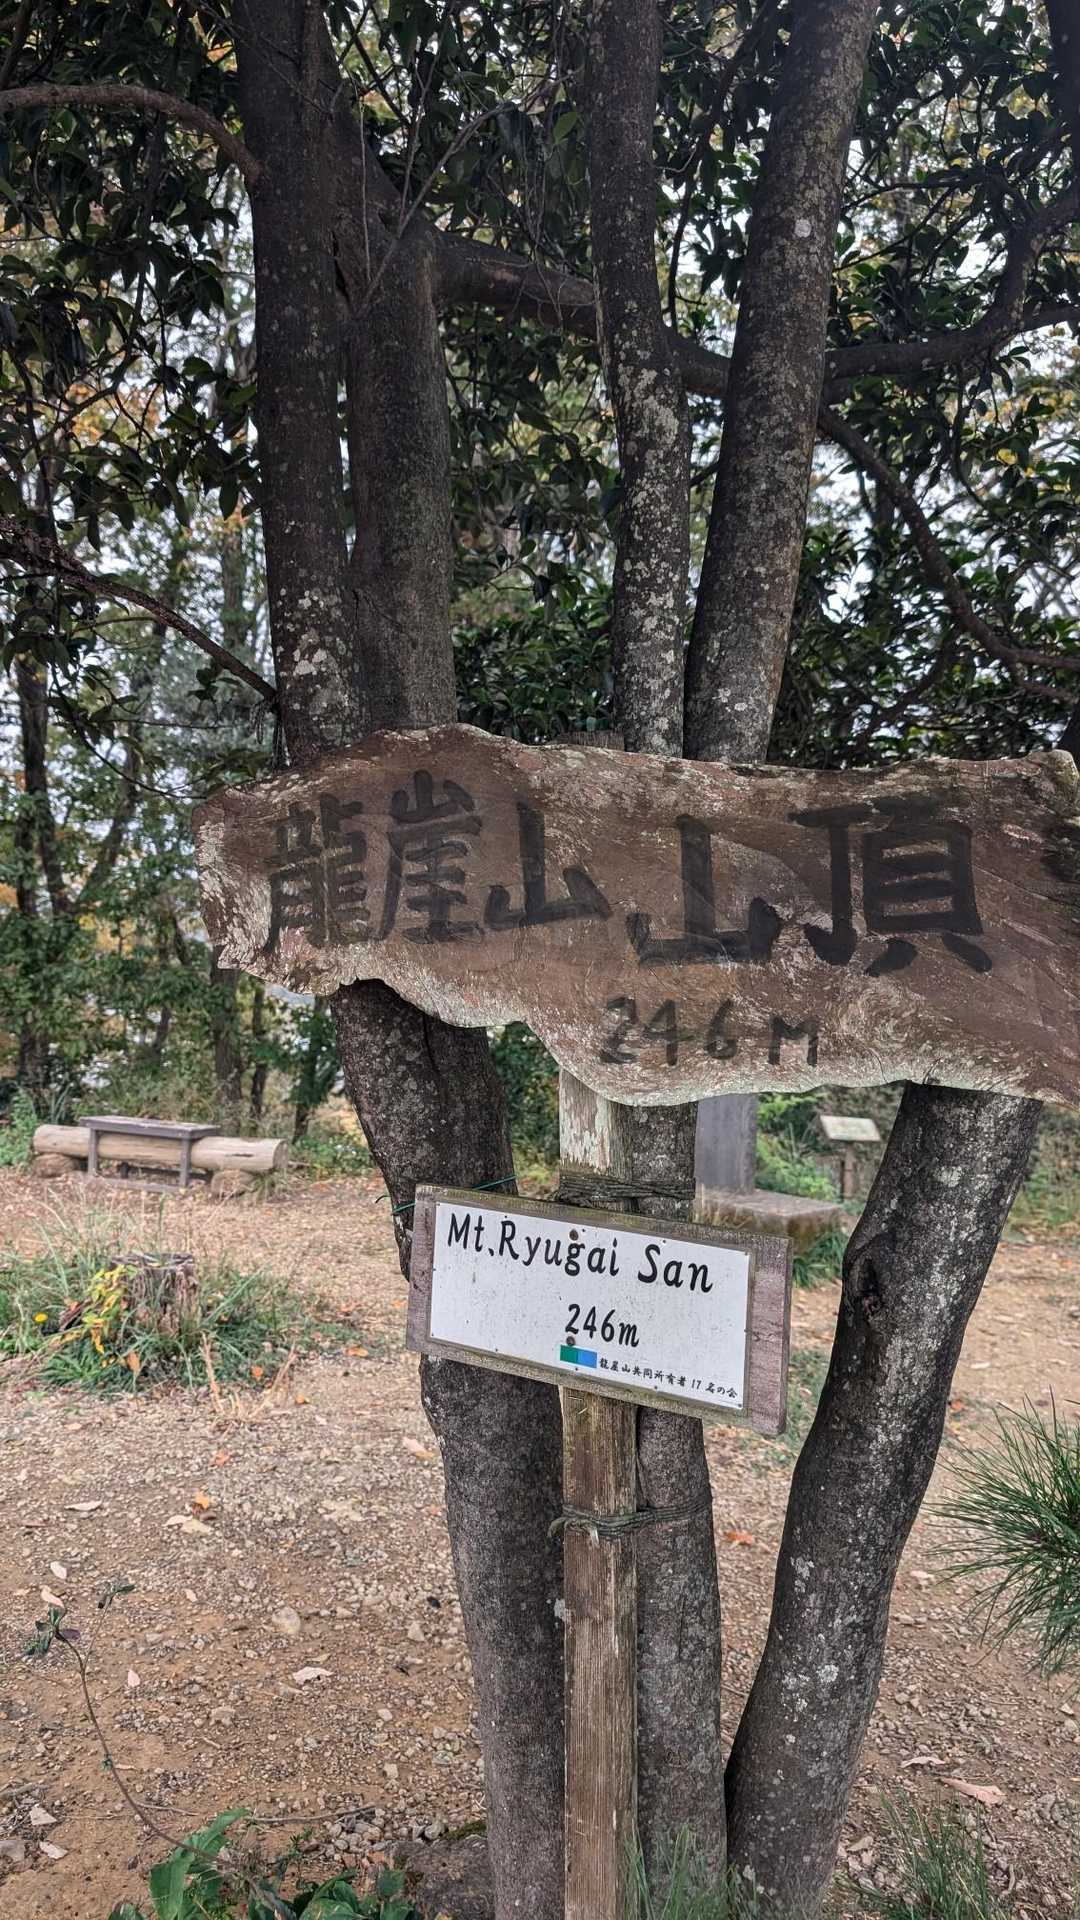 龍崖山山頂
246M
Mt.Ryugai San
246m
龍崖山共同所有者17名の会